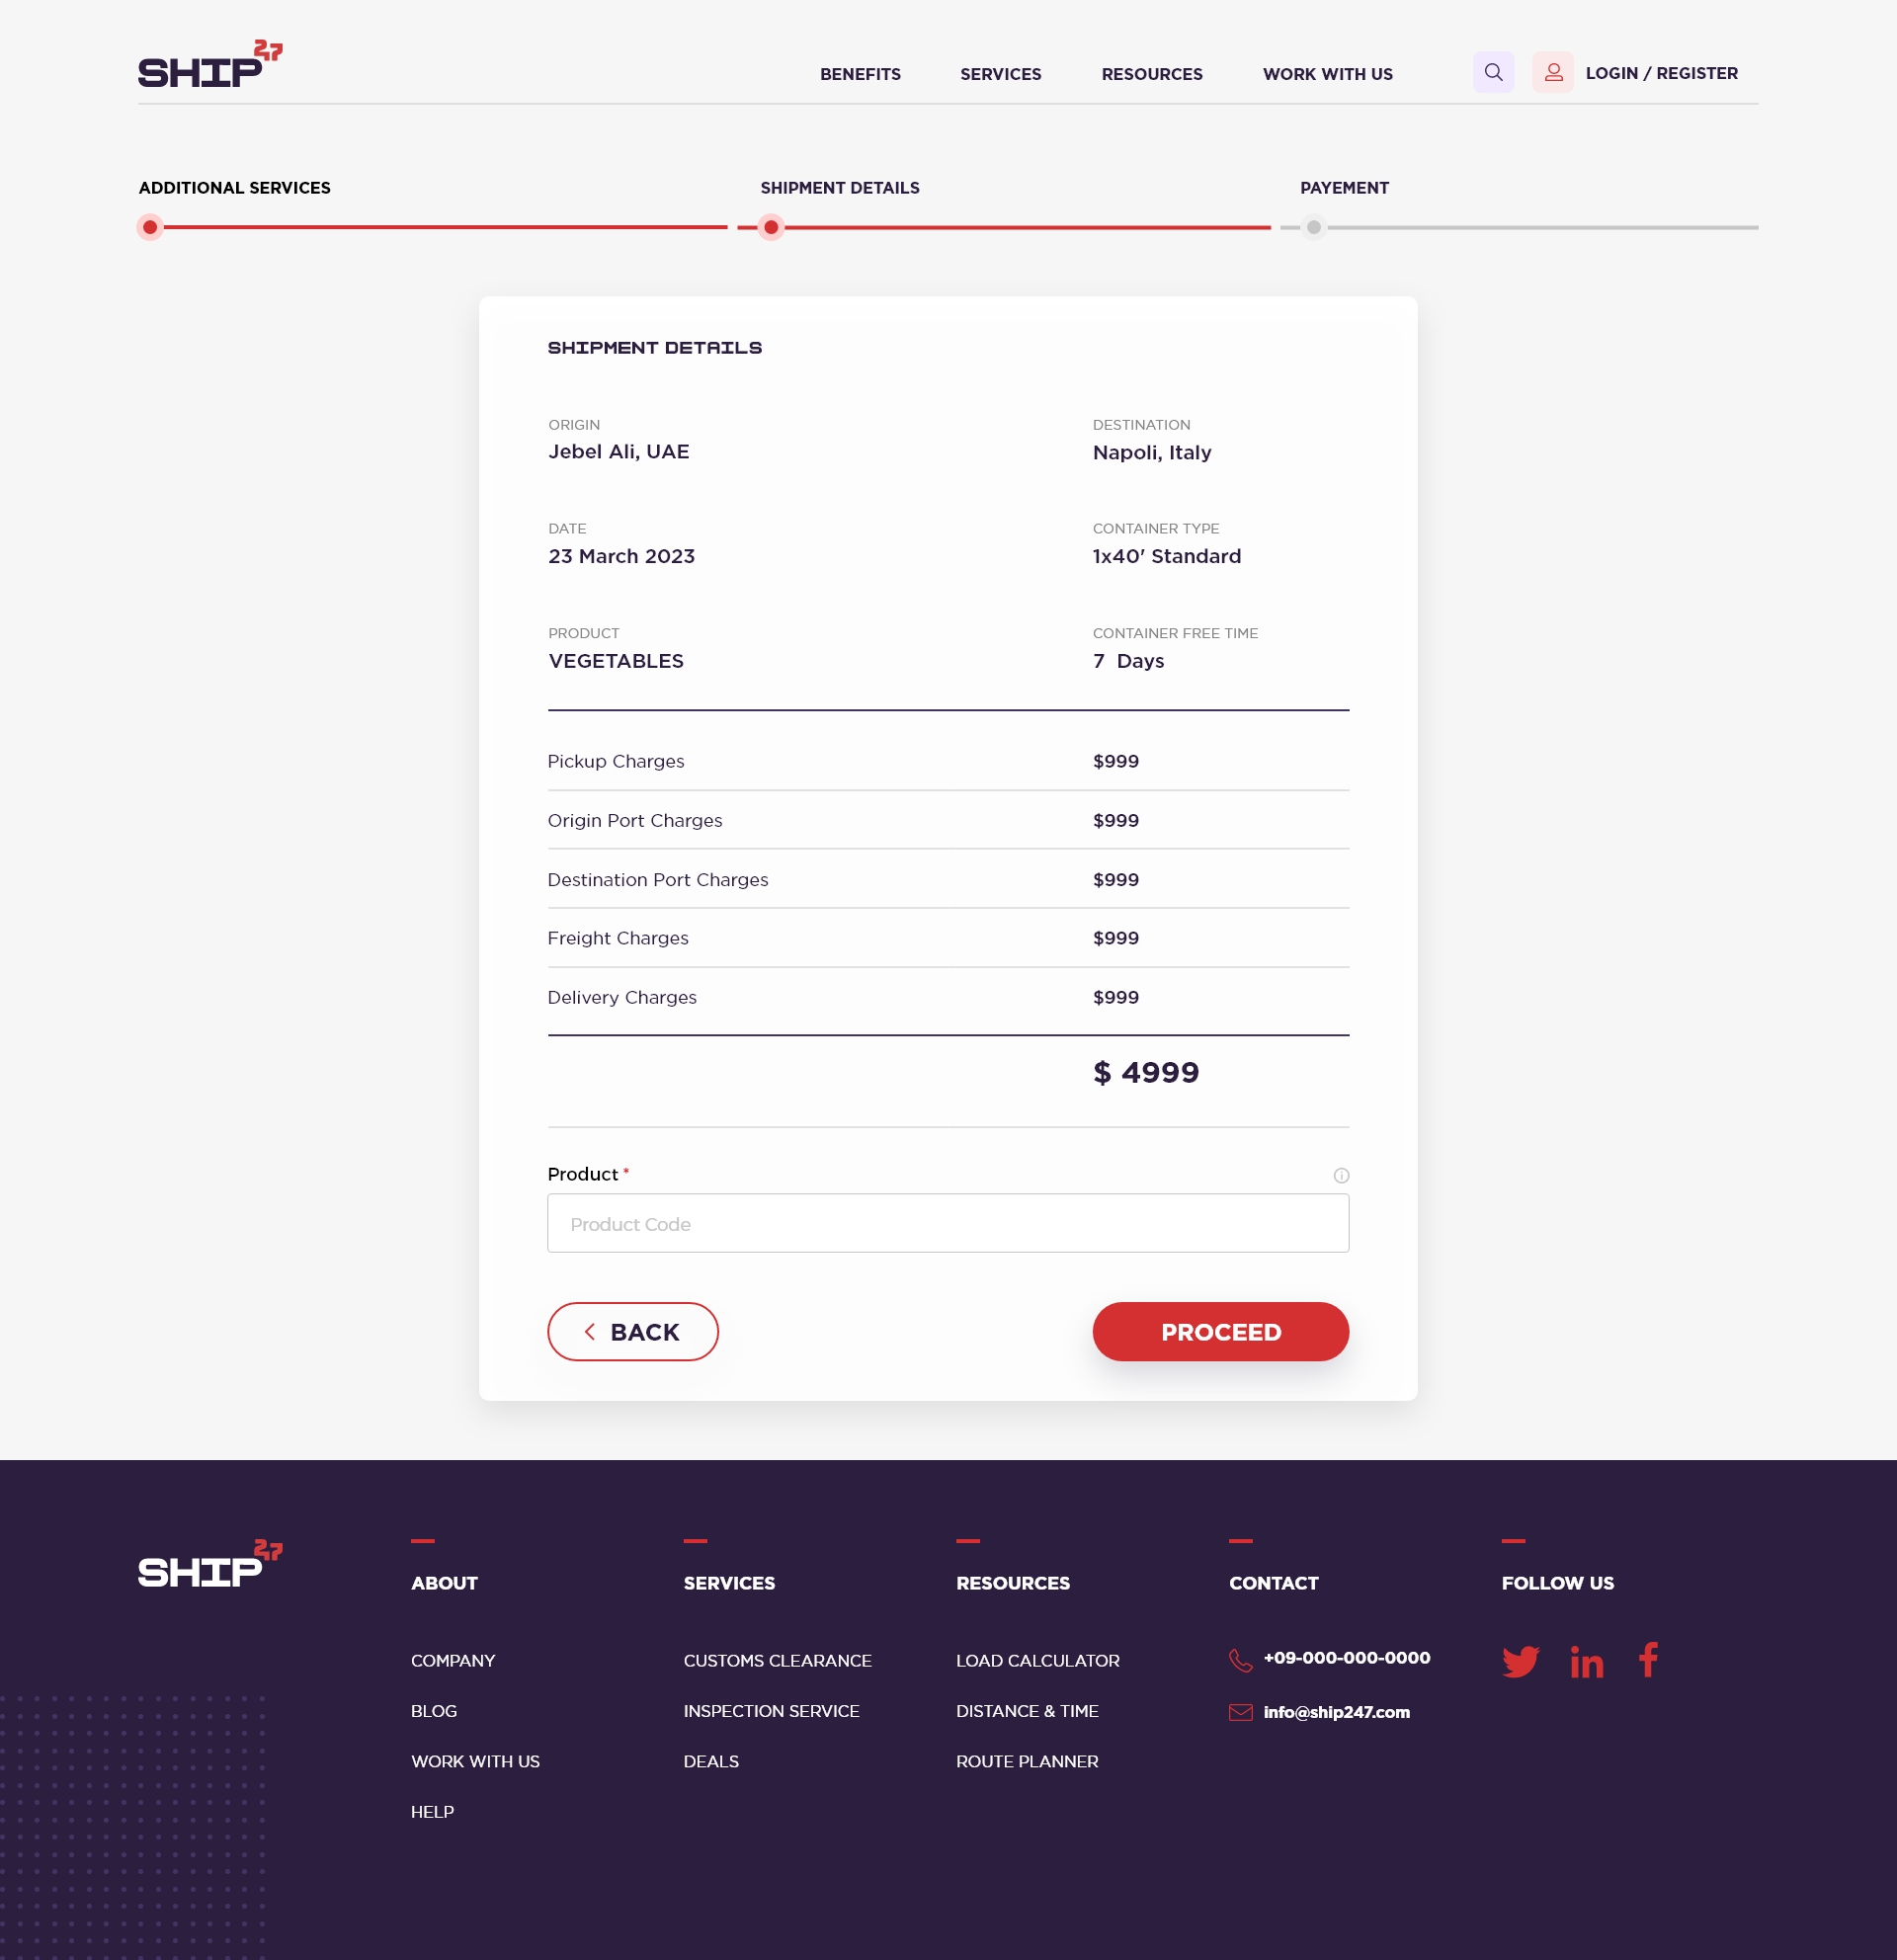 SHIP 247
BENEFITS SERVICES RESOURCES WORK WITH US LOGIN / REGISTER
ADDITIONAL SERVICES SHIPMENT DETAILS PAYEMENT
SHIPMENT DETAILS
ORIGIN DESTINATION
Jebel Ali, UAE Napoli, Italy
DATE CONTAINER TYPE
23 March 2023 1x40' Standard
PRODUCT CONTAINER FREE TIME
VEGETABLES 7 Days
Pickup Charges $999
Origin Port Charges $999
Destination Port Charges $999
Freight Charges $999
Delivery Charges $999
$ 4999
Product *
Product Code
BACK PROCEED
SHIP 247
ABOUT SERVICES RESOURCES CONTACT FOLLOW US
COMPANY CUSTOMS CLEARANCE LOAD CALCULATOR +09-000-000-0000
BLOG INSPECTION SERVICE DISTANCE & TIME info@ship247.com
WORK WITH US DEALS ROUTE PLANNER
HELP